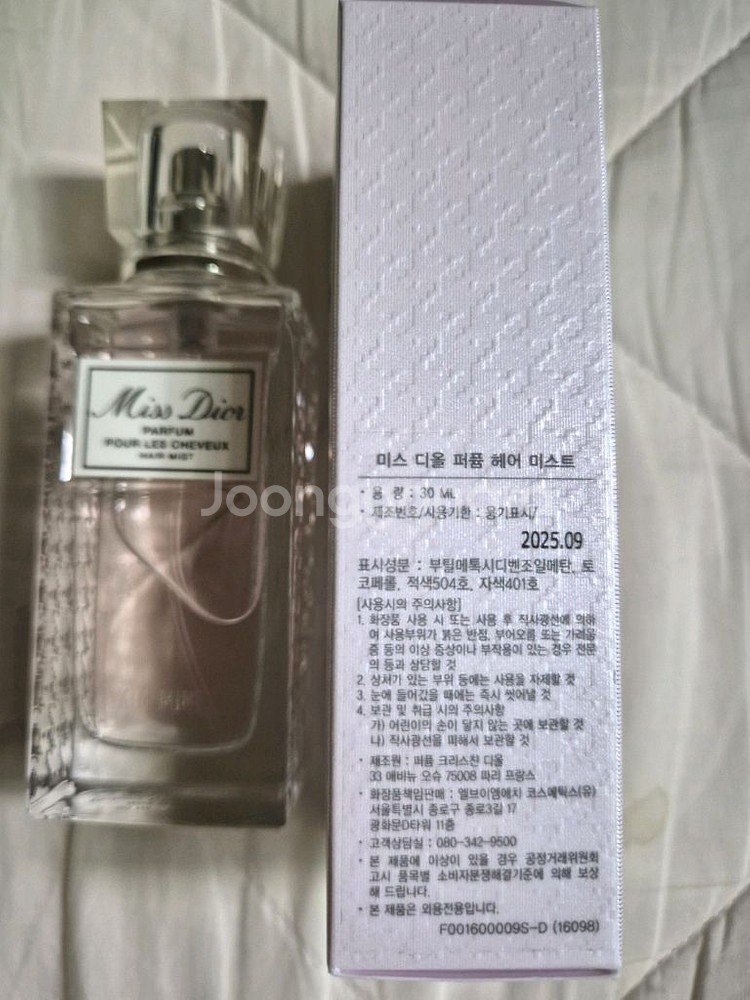 Miss Dior
PARFUM
POUR LES CHEVEUX
HAIR MIST
Joong
미스 디올 퍼퓸 헤어 미스트
• 용 량 : 30 ML
• 제조번호/사용기한 : 용기표시/
2025.09
표시성분 : 부틸메톡시디벤조일메탄, 토
코페롤, 적색504호, 자색401호
[사용시의 주의사항]
1. 화장품 사용 시 또는 사용 후 직사광선에 의하
여 사용부위가 붉은 반점, 부어오름 또는 가려움
증 등의 이상 증상이나 부작용이 있는 경우 전문
의 등과 상담할 것
2. 상처가 있는 부위 등에는 사용을 자제할 것
3. 눈에 들어갔을 때에는 즉시 씻어낼 것
4. 보관 및 취급 시의 주의사항
가) 어린이의 손이 닿지 않는 곳에 보관할 것
나) 직사광선을 피해서 보관할 것
• 제조원 : 퍼퓸 크리스챤 디올
33 애비뉴 오슈 75008 파리 프랑스
• 화장품책임판매 : 엘브이엠에치 코스메틱스(유)
서울특별시 종로구 종로3길 17
광화문D타워 11층
• 고객상담실 : 080-342-9500
• 본 제품에 이상이 있을 경우 공정거래위원회
고시 품목별 소비자분쟁해결기준에 의해 보상
해 드립니다.
• 본 제품은 외용전용입니다.
F001600009S-D (16098)